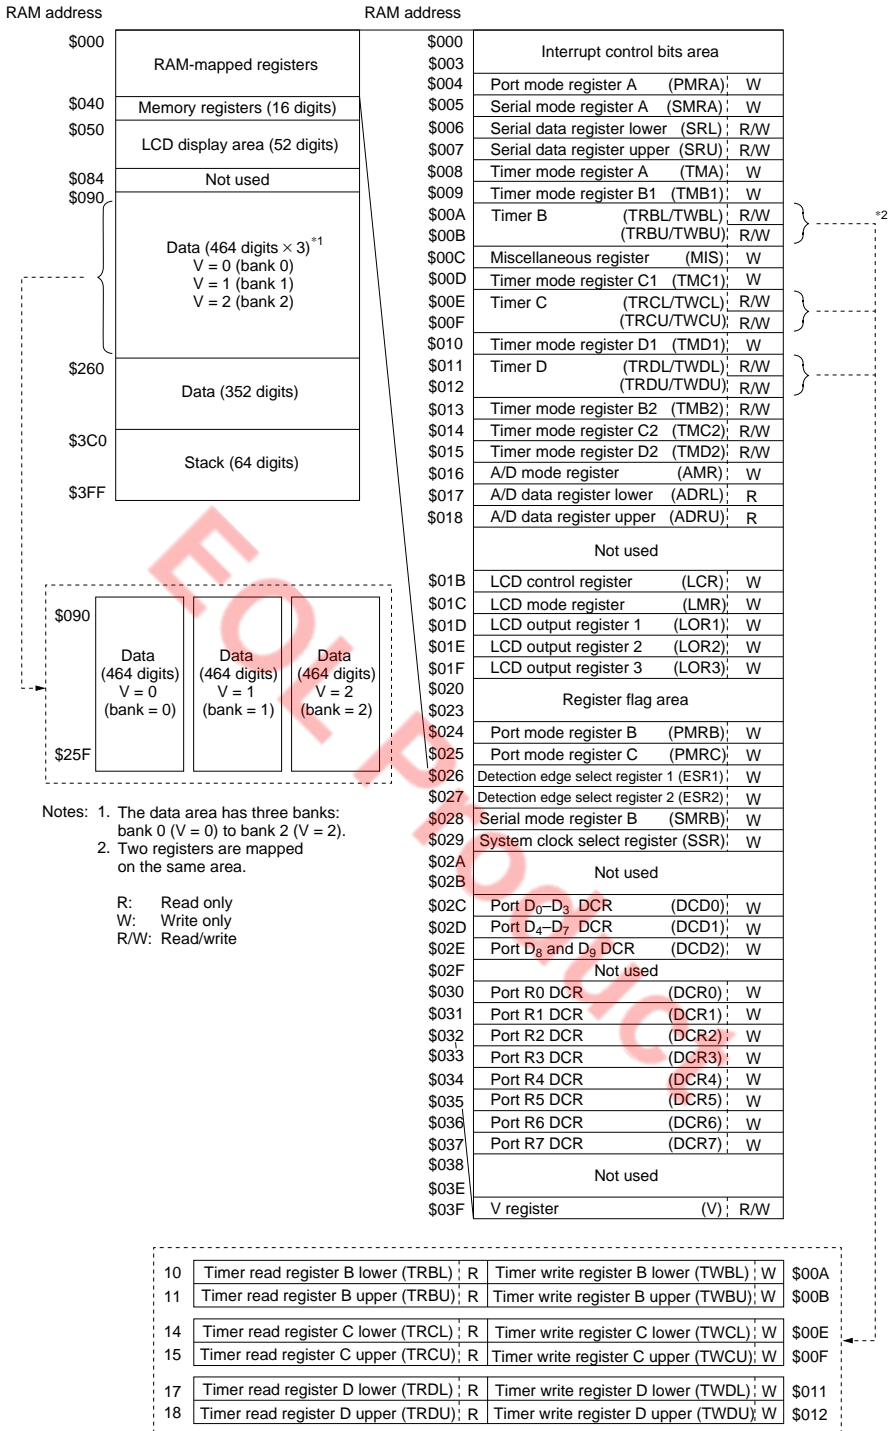 RAM address
$000
RAM-mapped registers
$040
Memory registers (16 digits)
$050
LCD display area (52 digits)
$084
Not used
$090
Data (464 digits × 3)*1
V = 0 (bank 0)
V = 1 (bank 1)
V = 2 (bank 2)
$260
Data (352 digits)
$3C0
Stack (64 digits)
$3FF
$090
$25F
Data
(464 digits)
V = 0
(bank = 0)
Data
(464 digits)
V = 1
(bank = 1)
Data
(464 digits)
V = 2
(bank = 2)
Notes: 1. The data area has three banks:
bank 0 (V = 0) to bank 2 (V = 2).
2. Two registers are mapped
on the same area.
R: Read only
W: Write only
R/W: Read/write
RAM address
$000
Interrupt control bits area
$003
$004 Port mode register A (PMRA) W
$005 Serial mode register A (SMRA) W
$006 Serial data register lower (SRL) R/W
$007 Serial data register upper (SRU) R/W
$008 Timer mode register A (TMA) W
$009 Timer mode register B1 (TMB1) W
$00A Timer B (TRBL/TWBL) R/W
$00B (TRBU/TWBU) R/W
*2
$00C Miscellaneous register (MIS) W
$00D Timer mode register C1 (TMC1) W
$00E Timer C (TRCL/TWCL) R/W
$00F (TRCU/TWCU) R/W
$010 Timer mode register D1 (TMD1) W
$011 Timer D (TRDL/TWDL) R/W
$012 (TRDU/TWDU) R/W
$013 Timer mode register B2 (TMB2) R/W
$014 Timer mode register C2 (TMC2) R/W
$015 Timer mode register D2 (TMD2) R/W
$016 A/D mode register (AMR) W
$017 A/D data register lower (ADRL) R
$018 A/D data register upper (ADRU) R
Not used
$01B LCD control register (LCR) W
$01C LCD mode register (LMR) W
$01D LCD output register 1 (LOR1) W
$01E LCD output register 2 (LOR2) W
$01F LCD output register 3 (LOR3) W
$020
Register flag area
$023
$024 Port mode register B (PMRB) W
$025 Port mode register C (PMRC) W
$026 Detection edge select register 1 (ESR1) W
$027 Detection edge select register 2 (ESR2) W
$028 Serial mode register B (SMRB) W
$029 System clock select register (SSR) W
$02A
Not used
$02B
$02C Port D0–D3 DCR (DCD0) W
$02D Port D4–D7 DCR (DCD1) W
$02E Port D8 and D9 DCR (DCD2) W
$02F Not used
$030 Port R0 DCR (DCR0) W
$031 Port R1 DCR (DCR1) W
$032 Port R2 DCR (DCR2) W
$033 Port R3 DCR (DCR3) W
$034 Port R4 DCR (DCR4) W
$035 Port R5 DCR (DCR5) W
$036 Port R6 DCR (DCR6) W
$037 Port R7 DCR (DCR7) W
$038
Not used
$03E
$03F V register (V) R/W
10 Timer read register B lower (TRBL) R Timer write register B lower (TWBL) W $00A
11 Timer read register B upper (TRBU) R Timer write register B upper (TWBU) W $00B
14 Timer read register C lower (TRCL) R Timer write register C lower (TWCL) W $00E
15 Timer read register C upper (TRCU) R Timer write register C upper (TWCU) W $00F
17 Timer read register D lower (TRDL) R Timer write register D lower (TWDL) W $011
18 Timer read register D upper (TRDU) R Timer write register D upper (TWDU) W $012
EOL Product